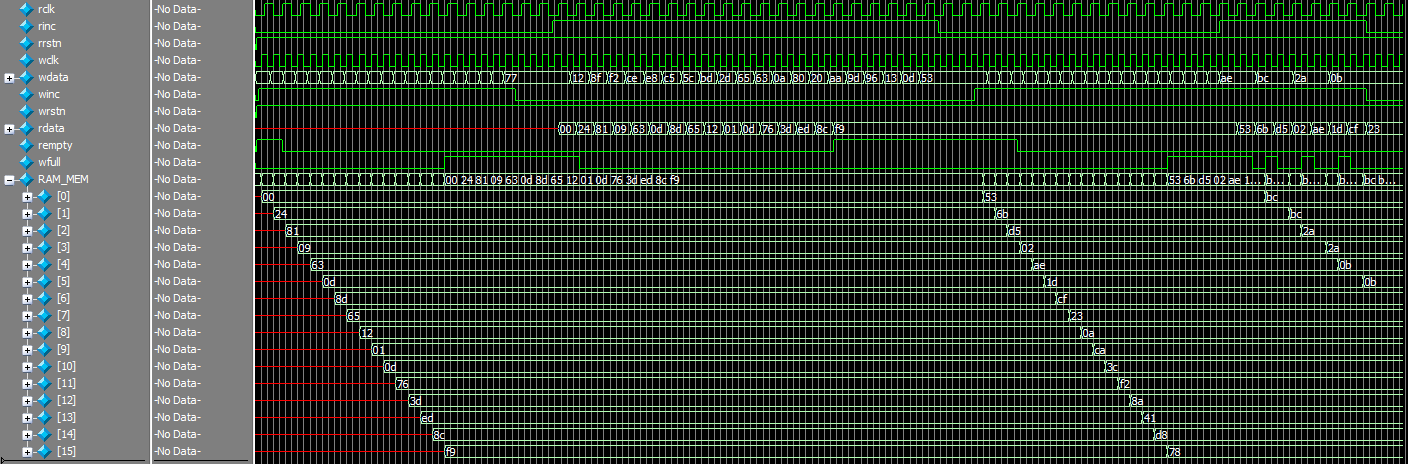 rclk -No Data-
rinc -No Data-
rrstn -No Data-
wclk -No Data-
wdata -No Data- 77 12 8f f2 ce e8 c5 5c bd 2d 65 63 0a 80 20 aa 9d 96 13 0d 53 ae bc 2a 0b
winc -No Data-
wrstn -No Data-
rdata -No Data- 00 24 81 09 63 0d 8d 65 12 01 0d 76 3d ed 8c f9 53 6b d5 02 ae 1d cf 23
rempty -No Data-
wfull -No Data-
RAM_MEM -No Data- 00 24 81 09 63 0d 8d 65 12 01 0d 76 3d ed 8c f9 53 6b d5 02 ae 1... b... b... b... b... bc b...
[0] -No Data- 00 53 bc
[1] -No Data- 24 6b bc
[2] -No Data- 81 d5 2a
[3] -No Data- 09 02 2a
[4] -No Data- 63 ae 0b
[5] -No Data- 0d 1d 0b
[6] -No Data- 8d cf
[7] -No Data- 65 23
[8] -No Data- 12 0a
[9] -No Data- 01 ca
[10] -No Data- 0d 3c
[11] -No Data- 76 f2
[12] -No Data- 3d 8a
[13] -No Data- ed 41
[14] -No Data- 8c d8
[15] -No Data- f9 78